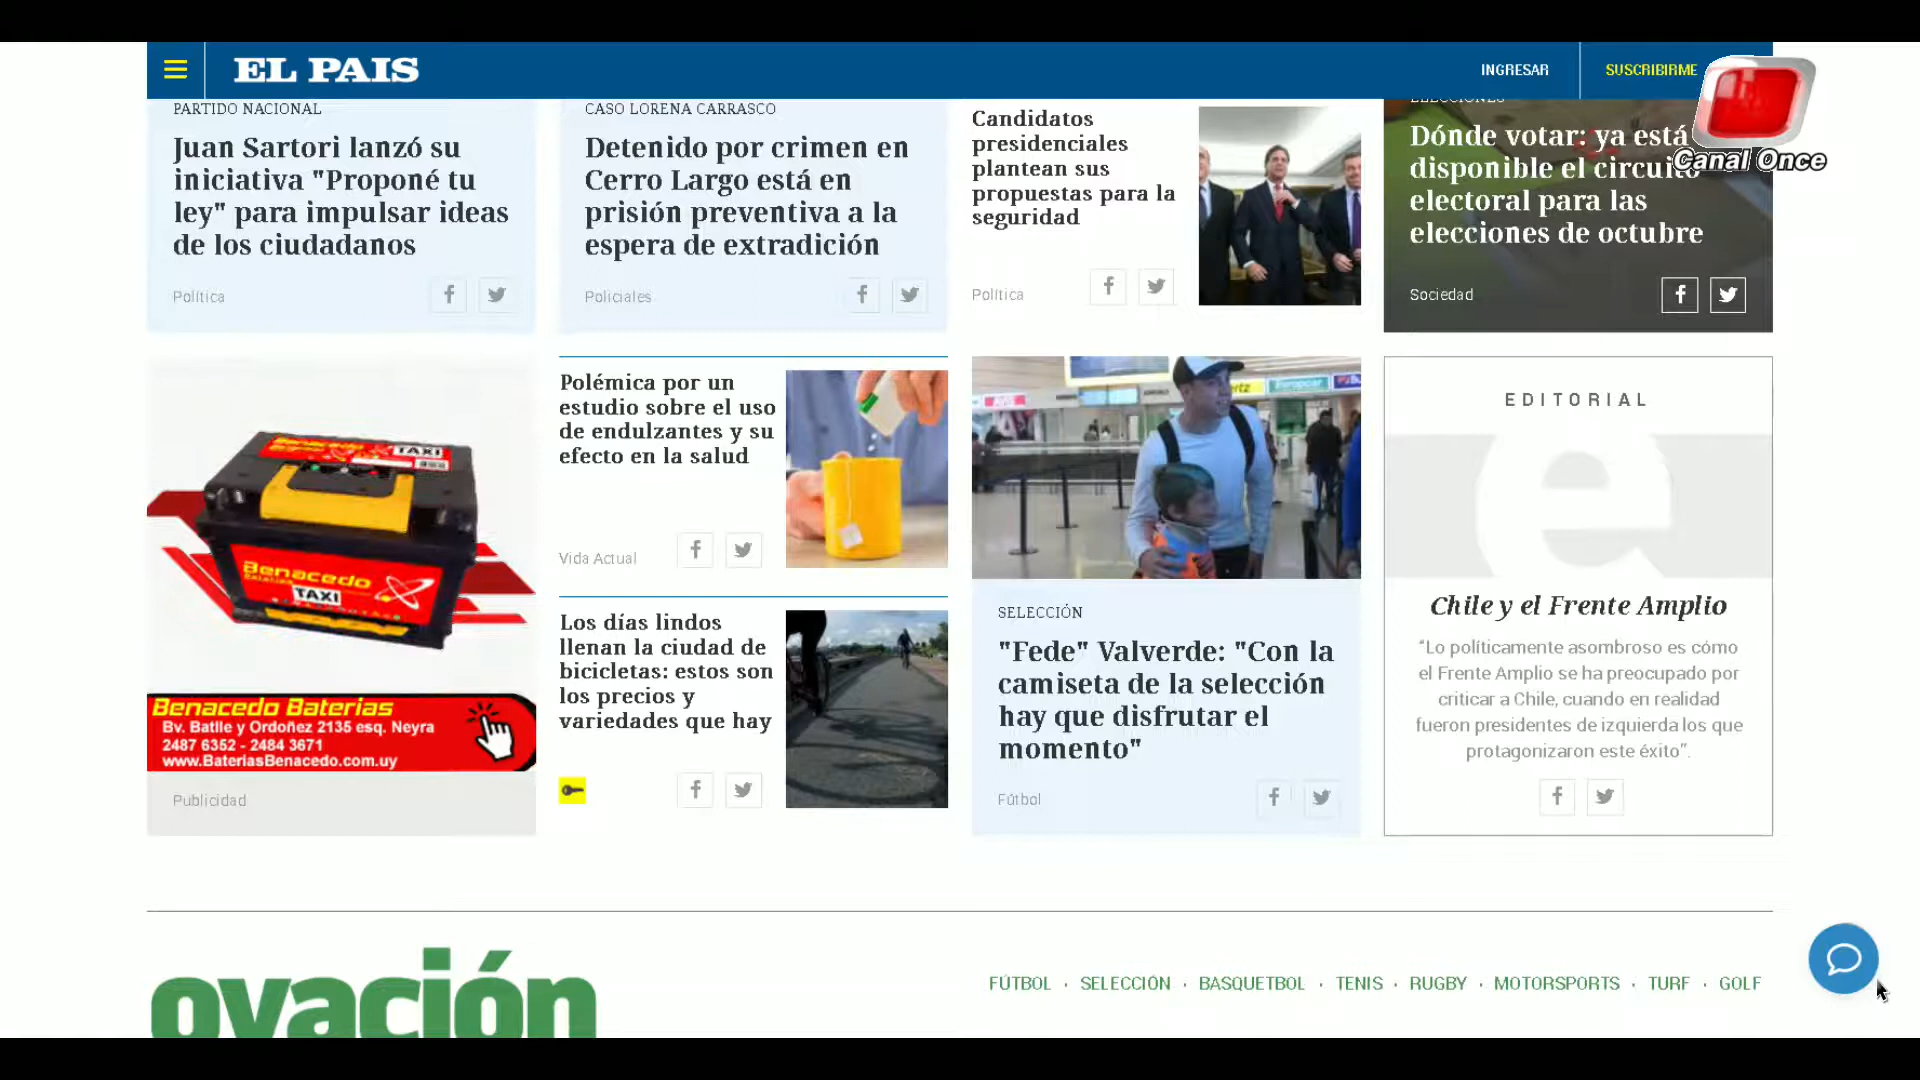 EL PAIS
INGRESAR
SUSCRIBIRME
Canal Once
PARTIDO NACIONAL
Juan Sartori lanzó su
iniciativa "Proponé tu
ley" para impulsar ideas
de los ciudadanos
Política
CASO LORENA CARRASCO
Detenido por crimen en
Cerro Largo está en
prisión preventiva a la
espera de extradición
Policiales
Candidatos
presidenciales
plantean sus
propuestas para la
seguridad
Política
ELECCIONES
Dónde votar: ya está
disponible el circuito
electoral para las
elecciones de octubre
Sociedad
TAXI
Benacedo
TAXI
Benacedo Baterias
Bv. Batlle y Ordoñez 2135 esq. Neyra
2487 6352 - 2484 3671
www.BateriasBenacedo.com.uy
Publicidad
Polémica por un
estudio sobre el uso
de endulzantes y su
efecto en la salud
Vida Actual
Los días lindos
llenan la ciudad de
bicicletas: estos son
los precios y
variedades que hay
SELECCIÓN
"Fede" Valverde: "Con la
camiseta de la selección
hay que disfrutar el
momento"
Fútbol
EDITORIAL
e
Chile y el Frente Amplio
“Lo políticamente asombroso es cómo
el Frente Amplio se ha preocupado por
criticar a Chile, cuando en realidad
fueron presidentes de izquierda los que
protagonizaron este éxito”.
ovación
FÚTBOL · SELECCIÓN · BASQUETBOL · TENIS · RUGBY · MOTORSPORTS · TURF · GOLF